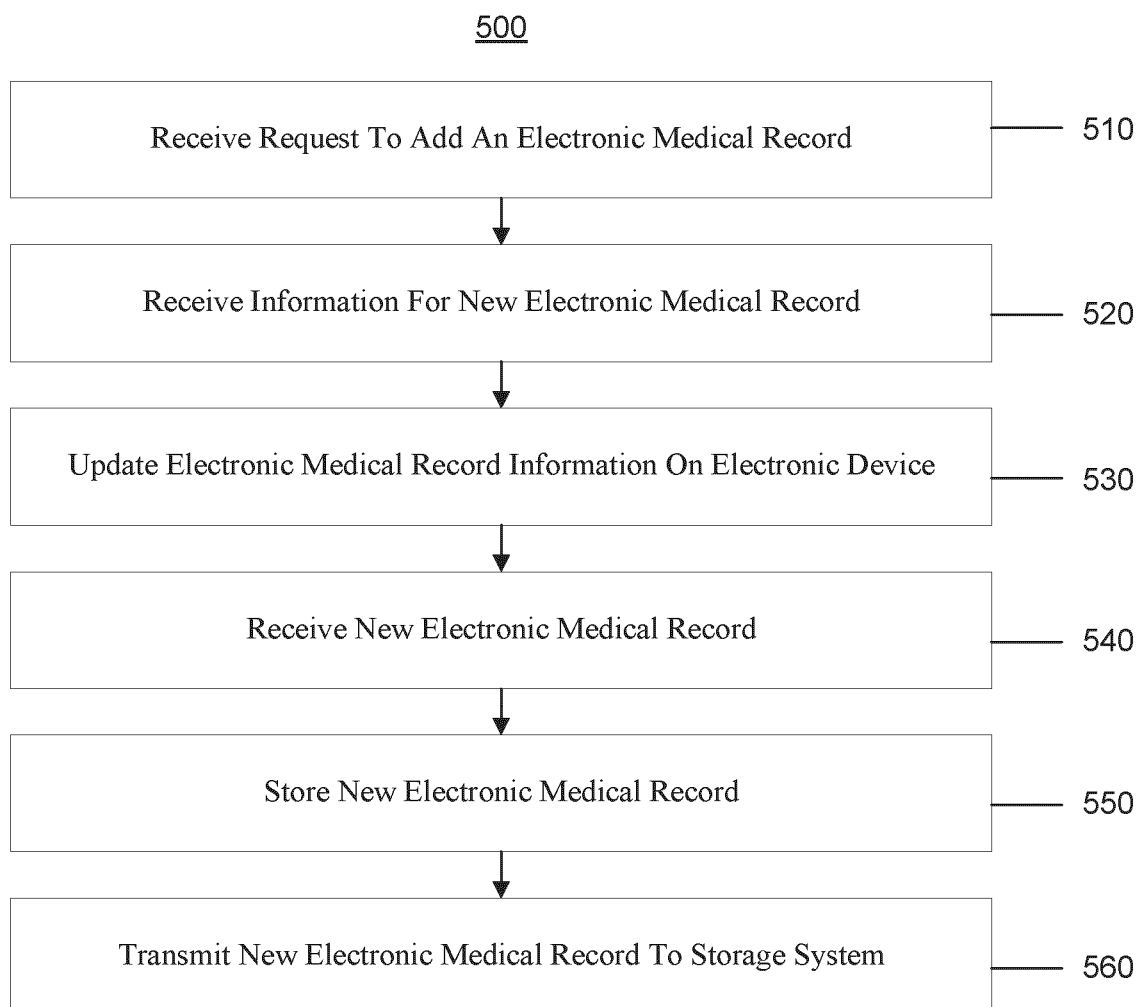 500
Receive Request To Add An Electronic Medical Record
510
Receive Information For New Electronic Medical Record
520
Update Electronic Medical Record Information On Electronic Device
530
Receive New Electronic Medical Record
540
Store New Electronic Medical Record
550
Transmit New Electronic Medical Record To Storage System
560